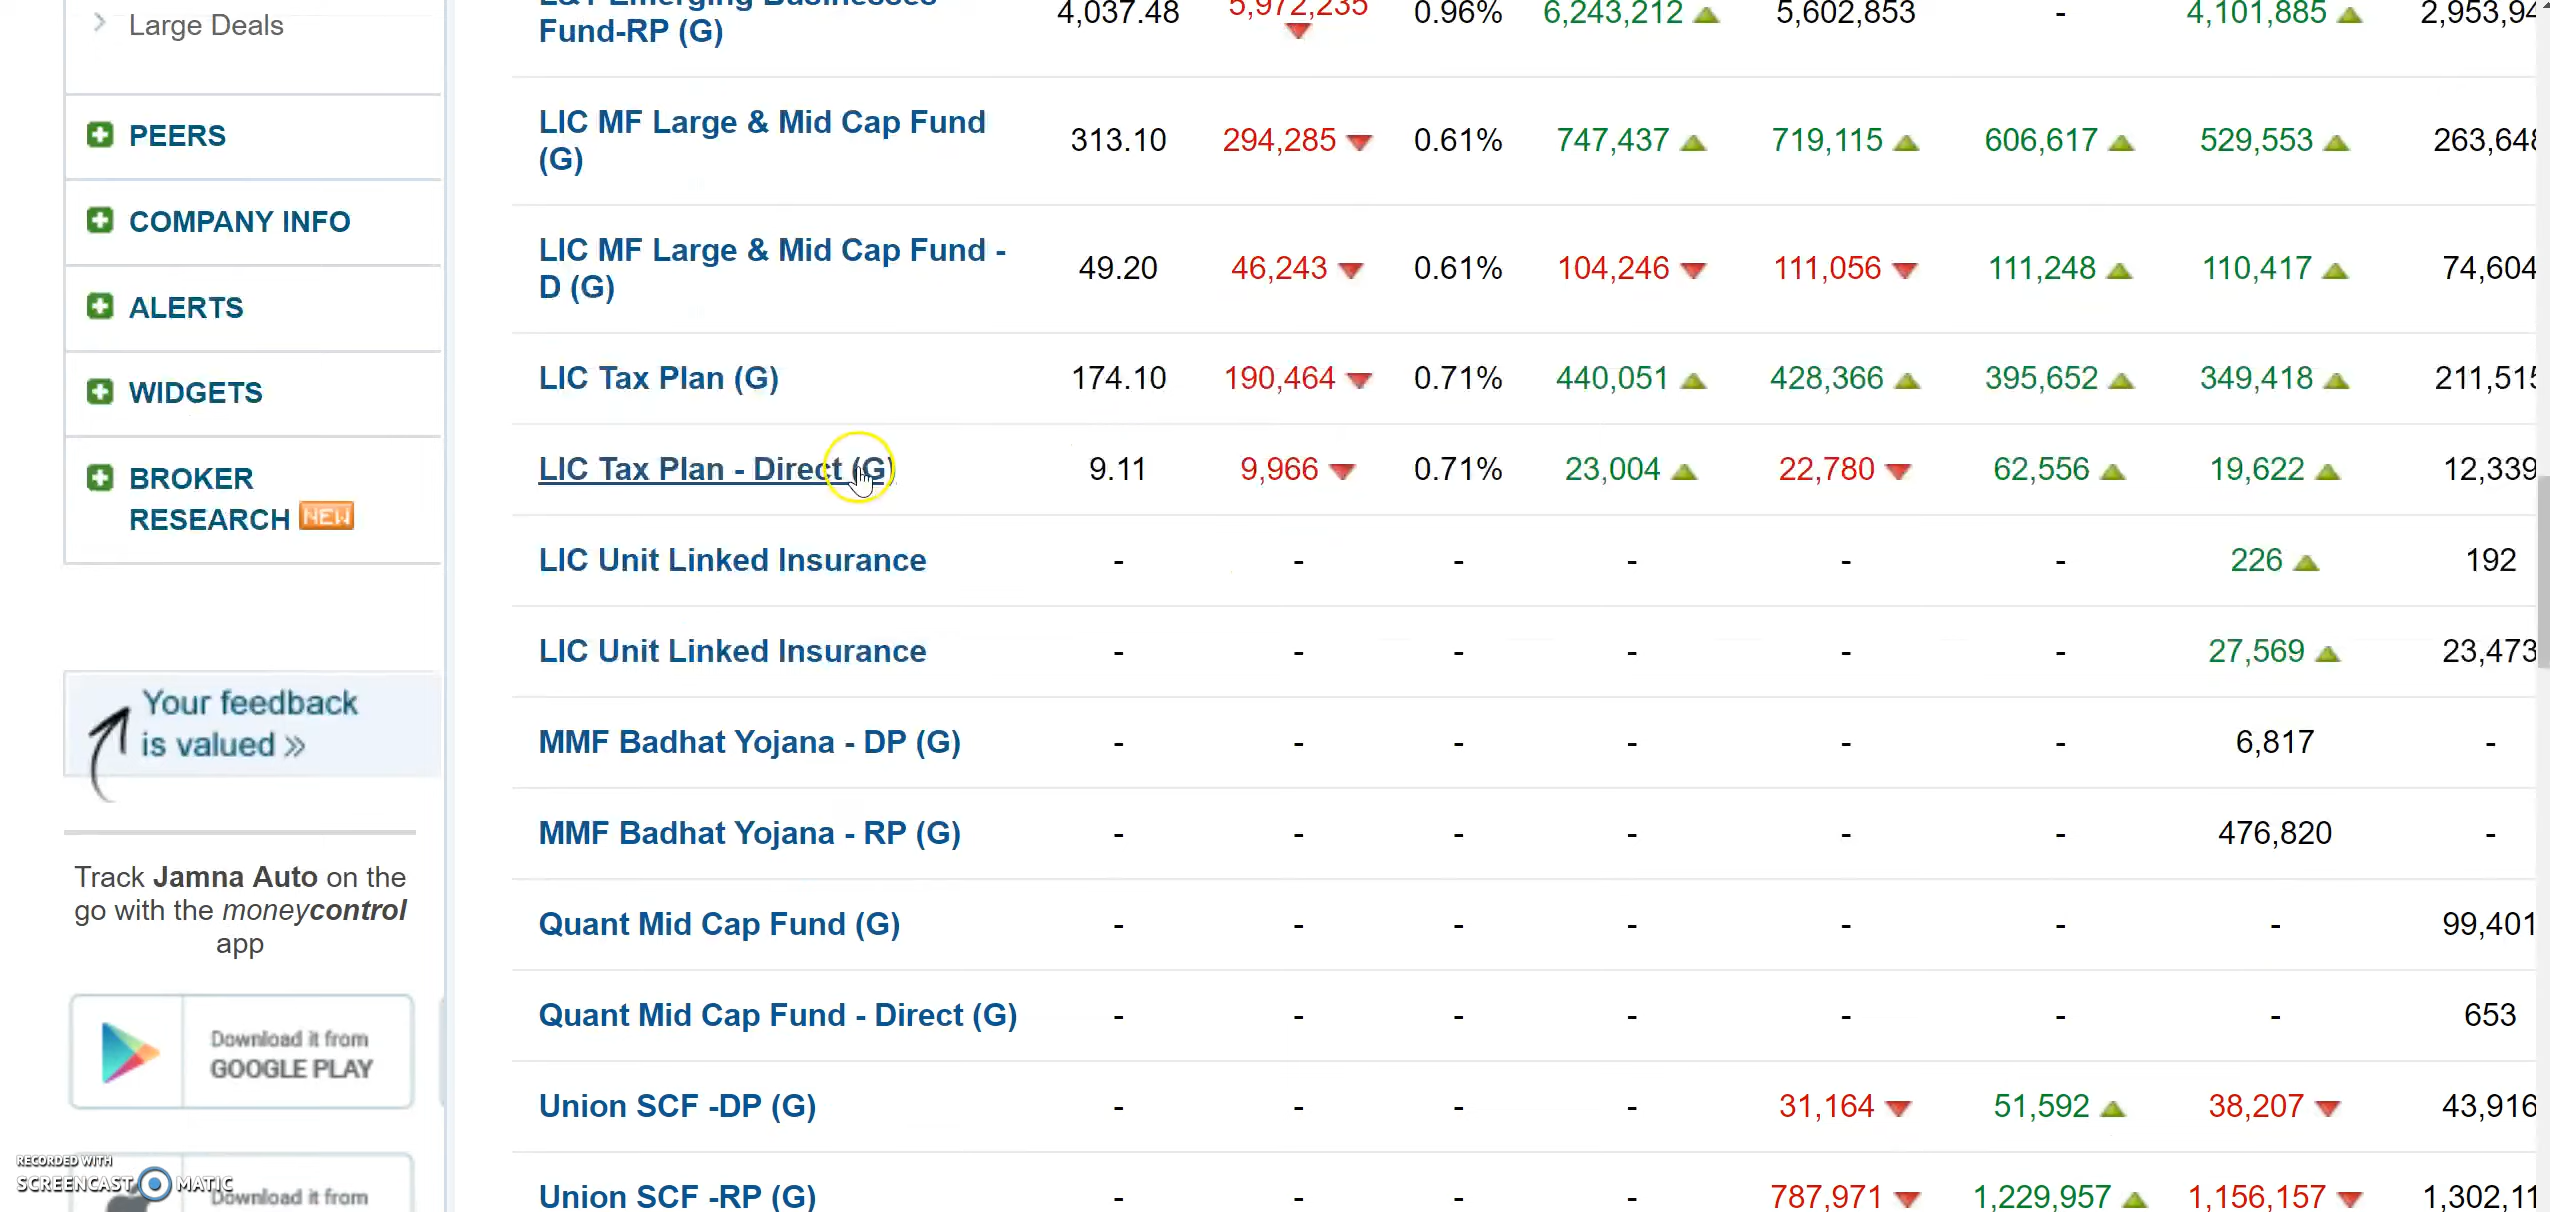 Large Deals
PEERS
COMPANY INFO
ALERTS
WIDGETS
BROKER
RESEARCH NEW
Your feedback
is valued »
Track Jamna Auto on the
go with the moneycontrol
app
Download it from
GOOGLE PLAY
RECORDED WITH
SCREENCAST MATIC
Download it from
Emerging Businesses 5,972,235
Fund-RP (G) 4,037.48 0.96% 6,243,212 5,602,853 - 4,101,885
LIC MF Large & Mid Cap Fund
(G) 313.10 294,285 0.61% 747,437 719,115 606,617 529,553
LIC MF Large & Mid Cap Fund -
D (G) 49.20 46,243 0.61% 104,246 111,056 111,248 110,417 74,604
LIC Tax Plan (G) 174.10 190,464 0.71% 440,051 428,366 395,652 349,418
LIC Tax Plan - Direct (G) 9.11 9,966 0.71% 23,004 22,780 62,556 19,622 12,339
LIC Unit Linked Insurance - - - - - - 226 192
LIC Unit Linked Insurance - - - - - - 27,569 23,473
MMF Badhat Yojana - DP (G) - - - - - - 6,817 -
MMF Badhat Yojana - RP (G) - - - - - - 476,820 -
Quant Mid Cap Fund (G) - - - - - - - 99,401
Quant Mid Cap Fund - Direct (G) - - - - - - - 653
Union SCF -DP (G) - - - - 31,164 51,592 38,207 43,916
Union SCF -RP (G) - - - - 787,971 1,229,957 1,156,157